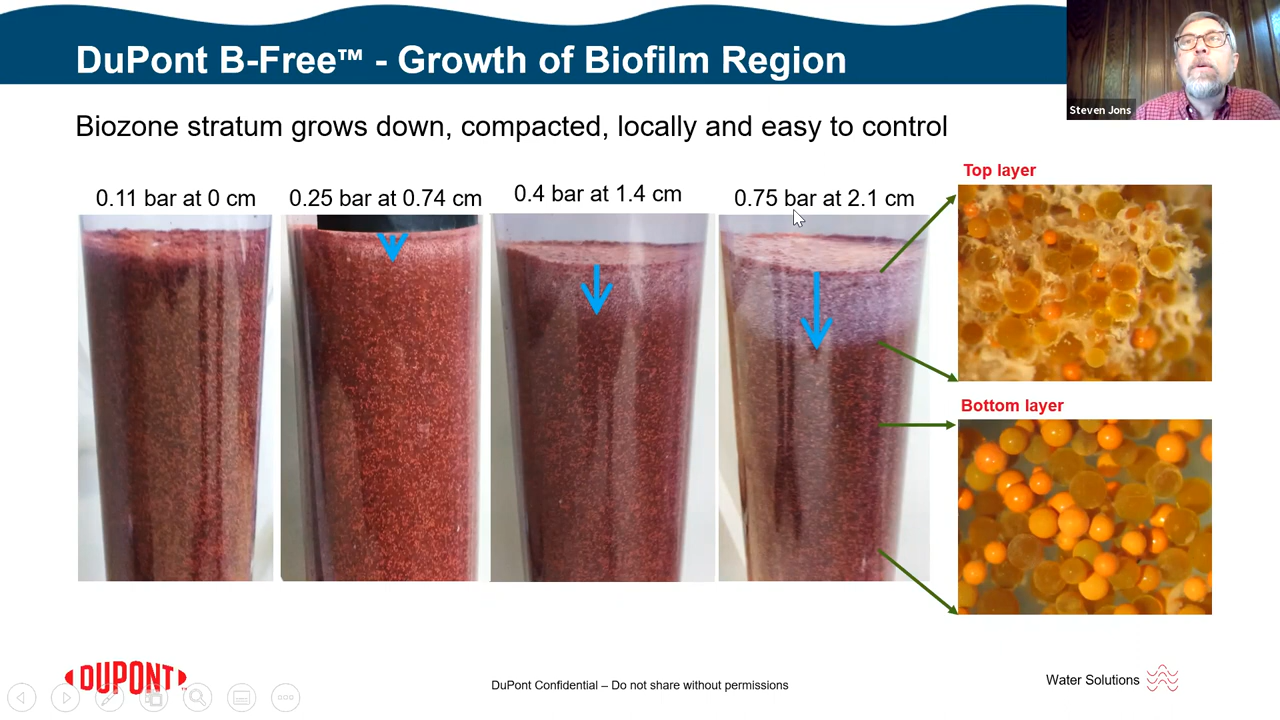 DuPont B-Free™ - Growth of Biofilm Region
Steven Jons
Biozone stratum grows down, compacted, locally and easy to control
0.11 bar at 0 cm
0.25 bar at 0.74 cm
0.4 bar at 1.4 cm
0.75 bar at 2.1 cm
Top layer
Bottom layer
DUPONT™
DuPont Confidential – Do not share without permissions
Water Solutions